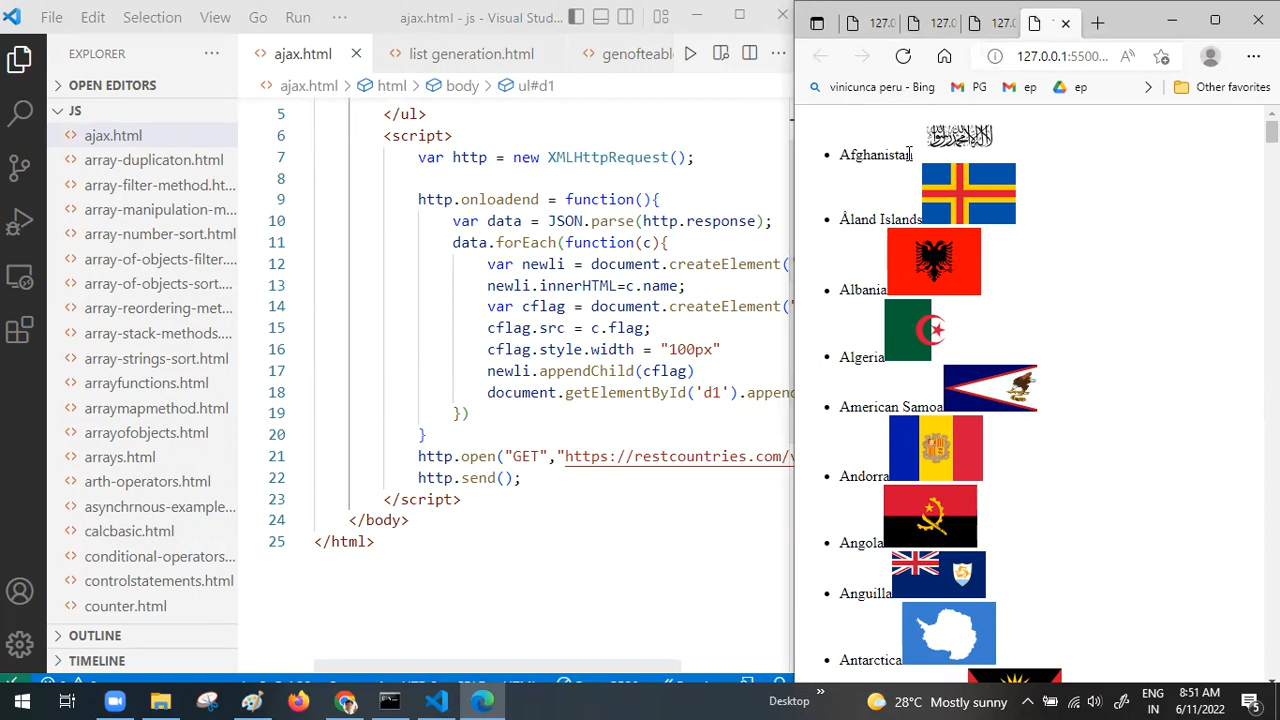 File Edit Selection View Go Run ··· ajax.html - js - Visual Stud...
EXPLORER ···
OPEN EDITORS
JS
ajax.html
array-duplicaton.html
array-filter-method.ht...
array-manipulation-m...
array-number-sort.html
array-of-objects-filter....
array-of-objects-sort....
array-reordering-met...
array-stack-methods....
array-strings-sort.html
arrayfunctions.html
arraymapmethod.html
arrayofobjects.html
arrays.html
arth-operators.html
asynchrnous-example...
calcbasic.html
conditional-operators...
controlstatements.html
counter.html
OUTLINE
TIMELINE
ajax.html list generation.html genofteabl
ajax.html > html > body > ul#d1
5 </ul>
6 <script>
7 var http = new XMLHttpRequest();
8
9 http.onloadend = function(){
10 var data = JSON.parse(http.response);
11 data.forEach(function(c){
12 var newli = document.createElement("
13 newli.innerHTML=c.name;
14 var cflag = document.createElement("
15 cflag.src = c.flag;
16 cflag.style.width = "100px"
17 newli.appendChild(cflag)
18 document.getElementById('d1').append
19 })
20 }
21 http.open("GET","https://restcountries.com/v
22 http.send();
23 </script>
24 </body>
25 </html>
127.0 127.0 127.0
127.0.0.1:5500...
vinicunca peru - Bing PG ep ep Other favorites
Afghanistan
Åland Islands
Albania
Algeria
American Samoa
Andorra
Angola
Anguilla
Antarctica
Desktop » 28°C Mostly sunny ENG IN 8:51 AM 6/11/2022 5